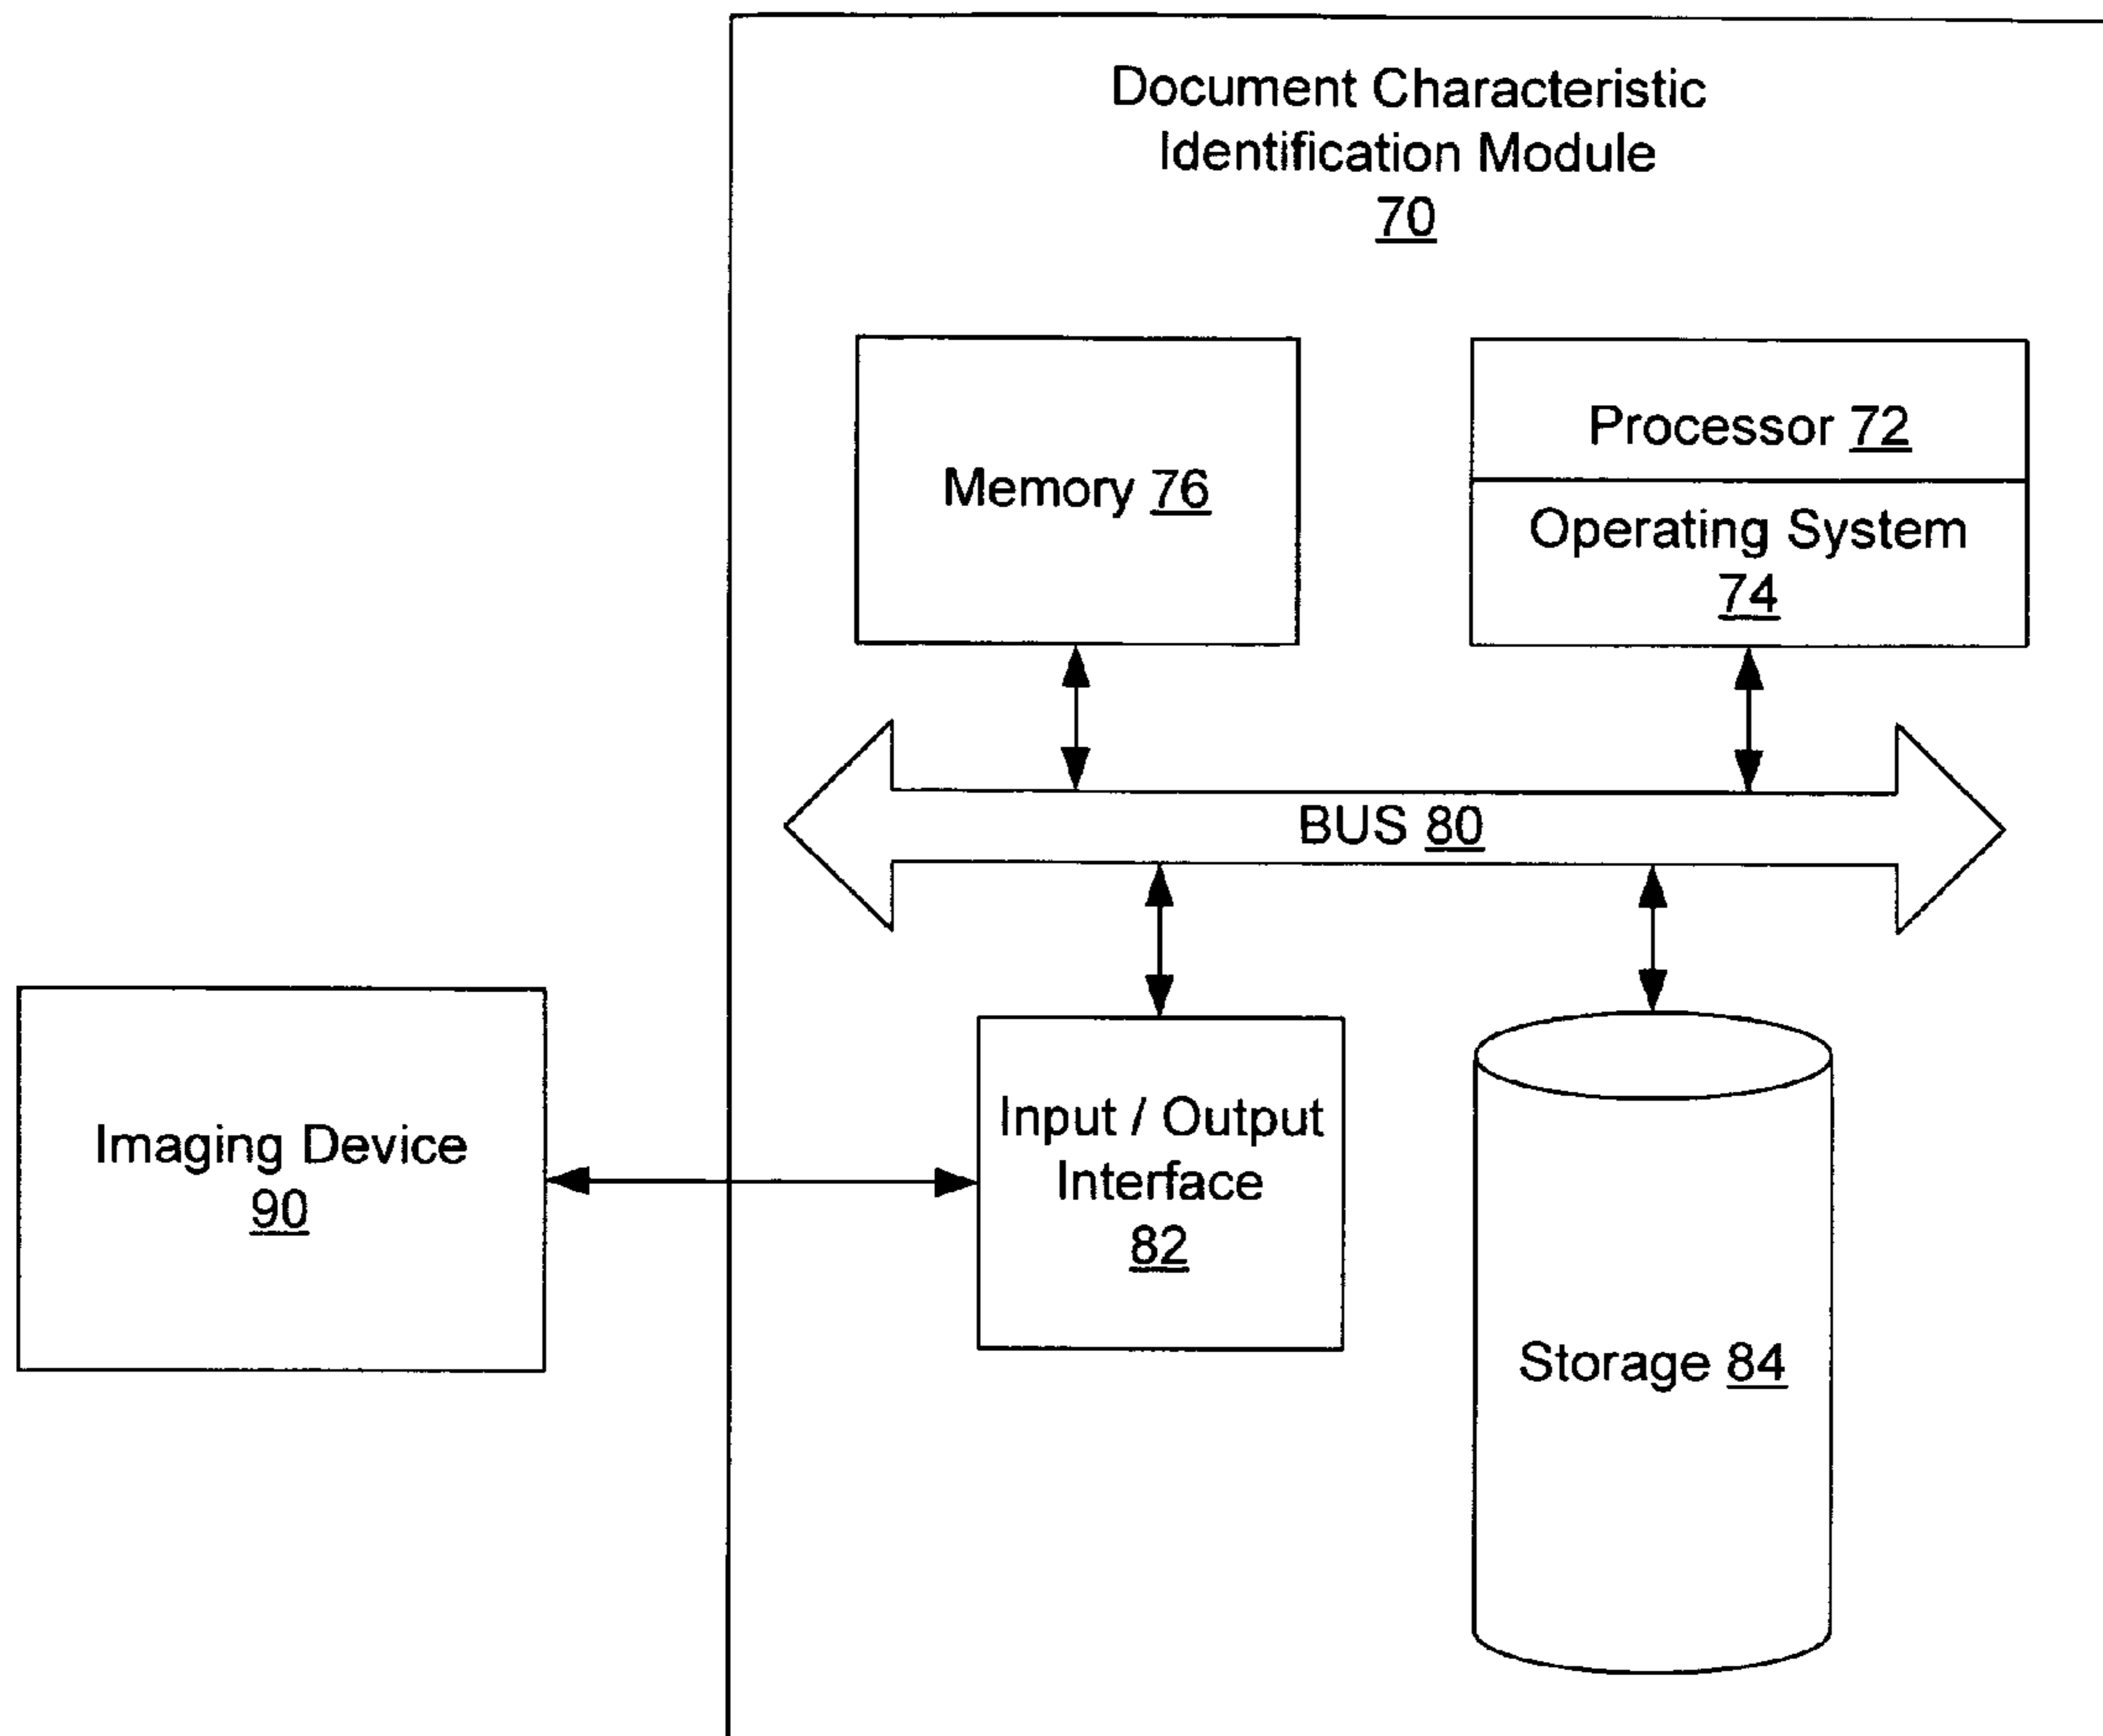 Document Characteristic
Identification Module
70
Memory 76
Processor 72
Operating System
74
BUS 80
Imaging Device
90
Input / Output
Interface
82
Storage 84